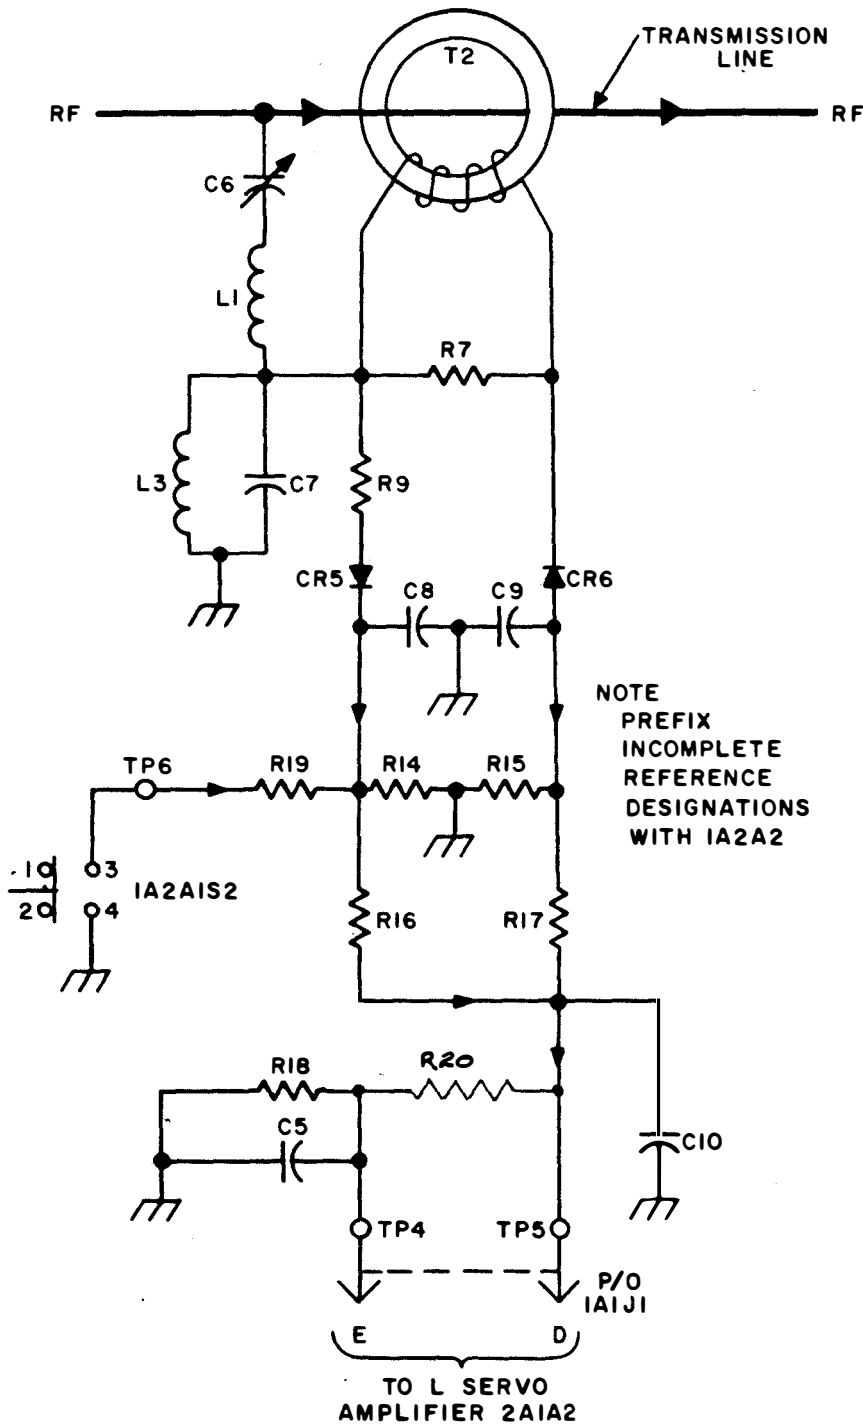 T2
TRANSMISSION
LINE
RF
RF
C6
L1
R7
L3
C7
R9
CR5
C8
C9
CR6
NOTE
PREFIX
INCOMPLETE
REFERENCE
DESIGNATIONS
WITH 1A2A2
TP6
R19
R14
R15
1
3
2
4
1A2A1S2
R16
R17
R18
R20
C5
C10
TP4
TP5
P/O
1A1J1
E
D
TO L SERVO
AMPLIFIER 2A1A2